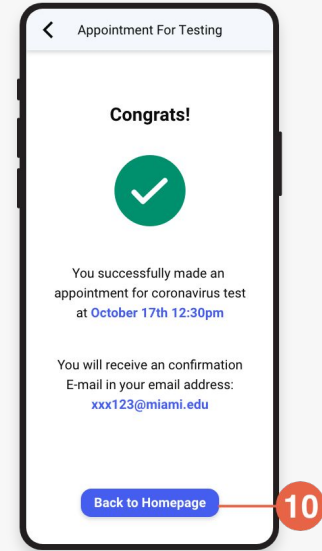 Appointment For Testing
Congrats!
You successfully made an
appointment for coronavirus test
at October 17th 12:30pm
You will receive an confirmation
E-mail in your email address:
xxx123@miami.edu
Back to Homepage
10